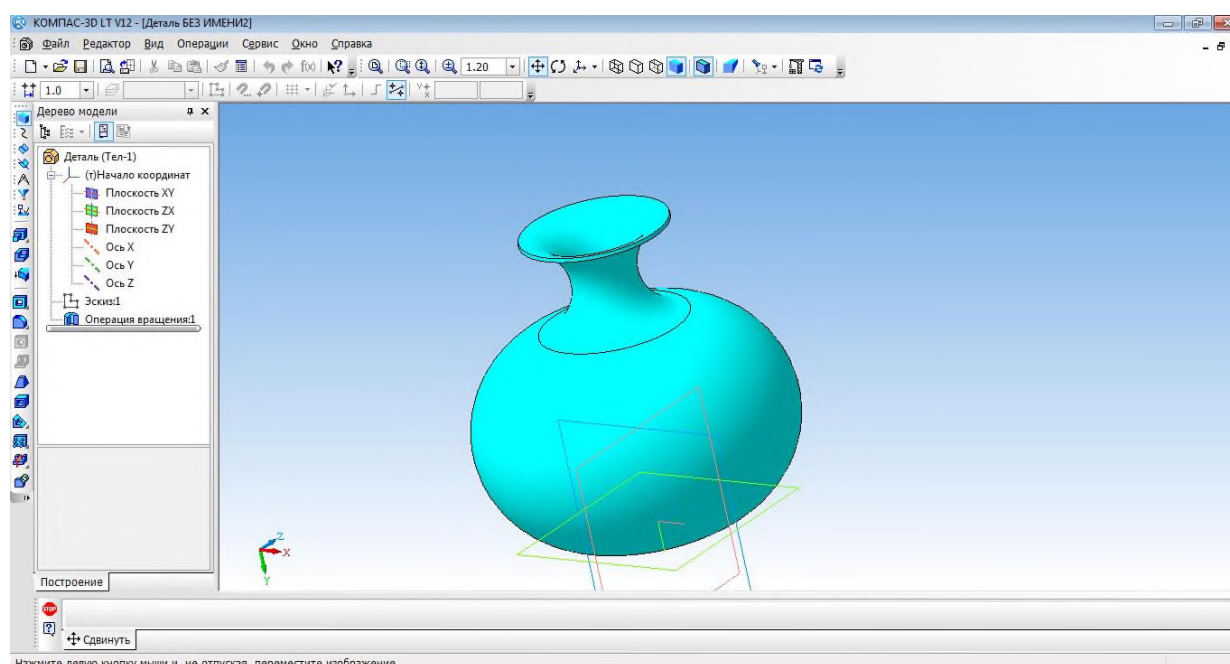 КОМПАС-3D LT V12 - [Деталь БЕЗ ИМЕНИ2]
Файл Редактор Вид Операции Сервис Окно Справка
1.20
1.0
Дерево модели
Деталь (Тел-1)
(т)Начало координат
Плоскость XY
Плоскость ZX
Плоскость ZY
Ось X
Ось Y
Ось Z
Эскиз:1
Операция вращения:1
Z
X
Y
Построение
STOP
Сдвинуть
Нажмите левую кнопку мыши и, не отпуская, переместите изображение